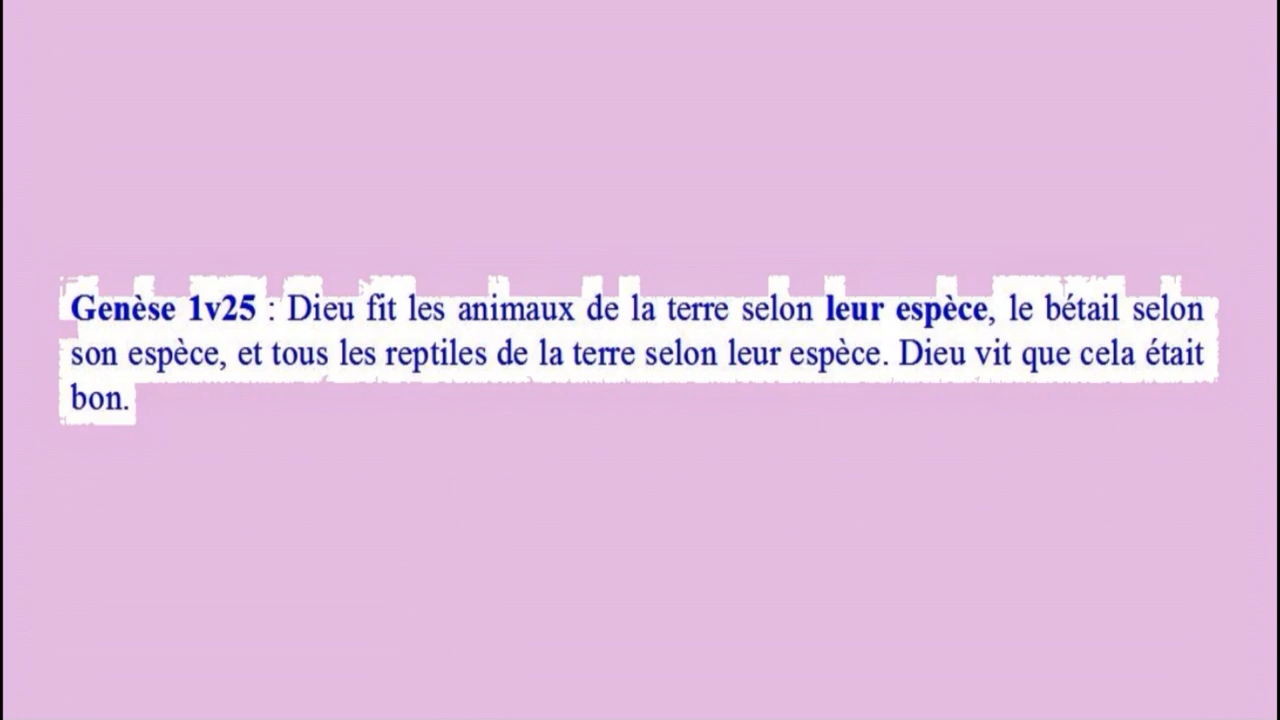 Genèse 1v25 : Dieu fit les animaux de la terre selon leur espèce, le bétail selon
son espèce, et tous les reptiles de la terre selon leur espèce. Dieu vit que cela était
bon.